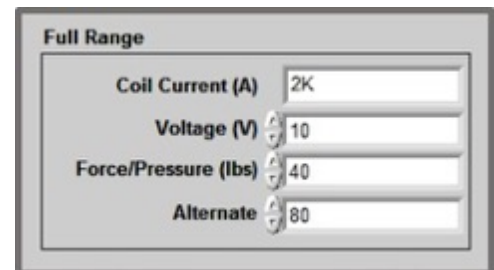 Full Range
Coil Current (A) 2K
Voltage (V) 10
Force/Pressure (lbs) 40
Alternate 80